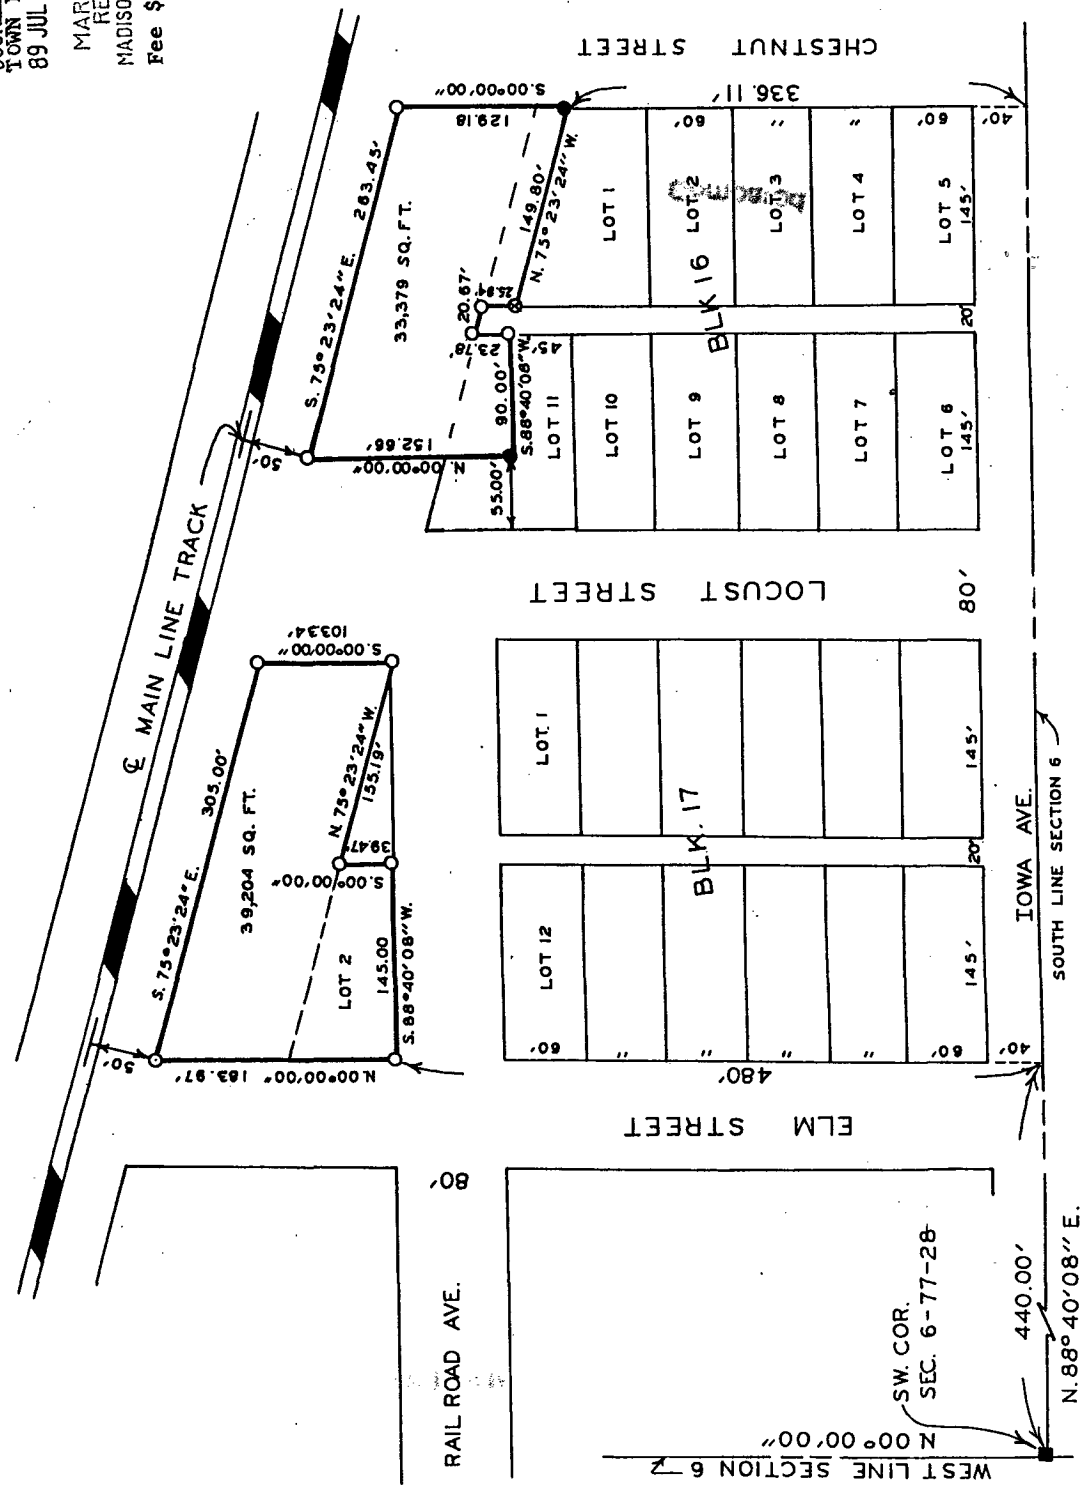 TOWN
89 JUL
MAR
RE
MADISO
Fee $
CHESTNUT STREET
336.11'
40'
S. 00°00'00"
129.18
S. 75° 23' 24" E. 263.45'
33,379 SQ. FT.
149.80'
N. 75° 23' 24" W.
20.67'
25.94'
23.78'
45'
90.00'
S. 88° 40' 08" W.
N. 00°00'00"
152.66'
55.00'
50'
LOT 1
LOT 2
60'
LOT 3
"
LOT 4
"
LOT 5
60'
145'
BLK 16
20'
LOT 11
LOT 10
LOT 9
LOT 8
LOT 7
LOT 6
145'
℄ MAIN LINE TRACK
LOCUST STREET
80'
S. 75° 23' 24" E. 305.00'
39,204 SQ. FT.
S. 00°00'00"
103.34'
N. 75° 23' 24" W.
155.19'
39.47'
S. 00°00'00"
LOT 2
145.00
S. 88° 40' 08" W.
N. 00°00'00" 183.97'
50'
LOT 1
145'
BLK. 17
20'
LOT 12
60'
"
"
"
"
60'
145'
40'
480'
IOWA AVE.
SOUTH LINE SECTION 6
ELM STREET
80'
RAIL ROAD AVE.
SW. COR.
SEC. 6-77-28
440.00'
N. 88° 40' 08" E.
N. 00° 00' 00"
WEST LINE SECTION 6